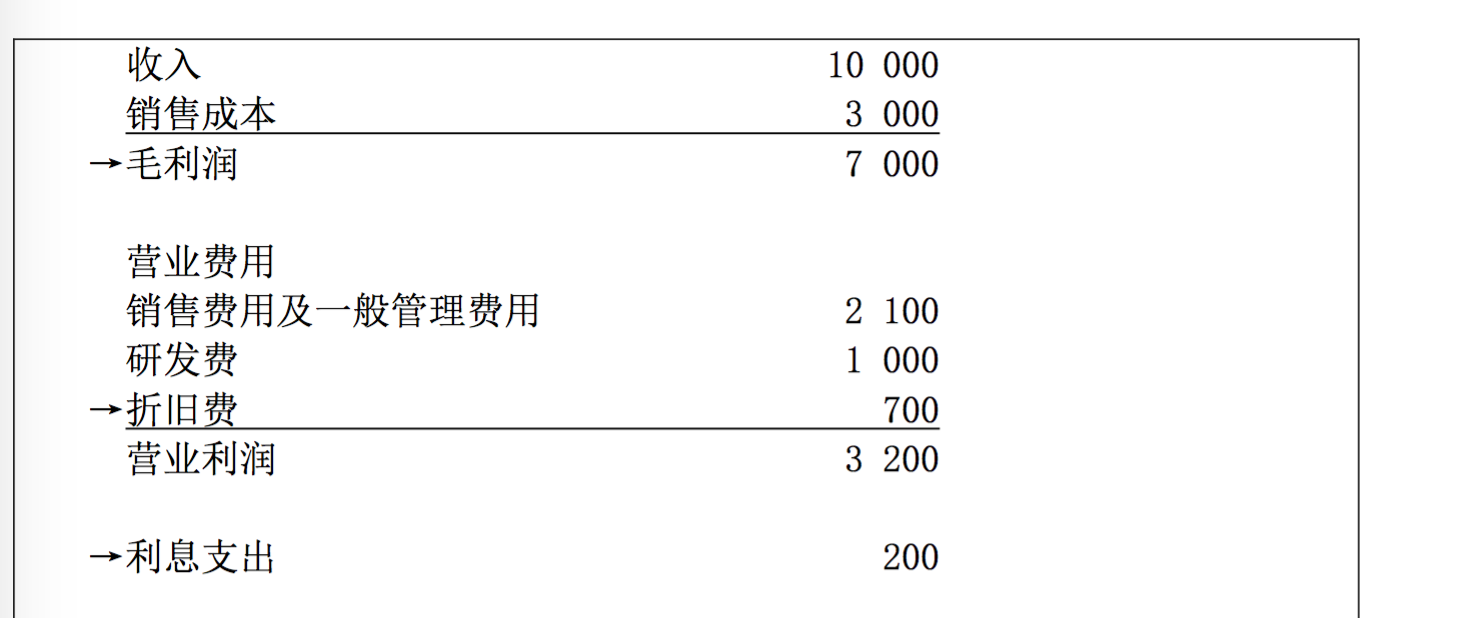 收入 10 000
销售成本 3 000
→毛利润 7 000
营业费用
销售费用及一般管理费用 2 100
研发费 1 000
→折旧费 700
营业利润 3 200
→利息支出 200